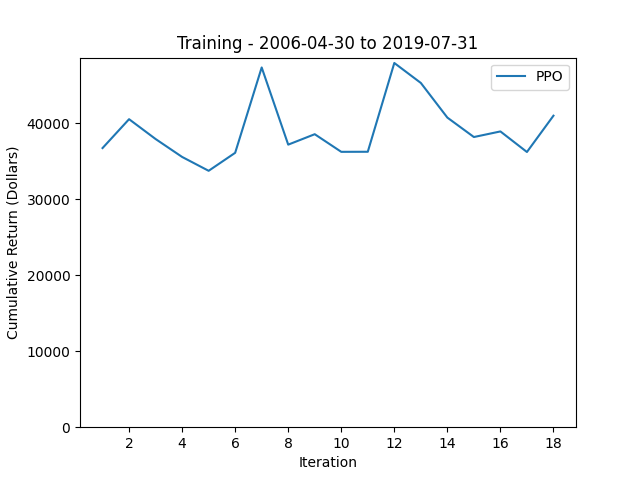 Training - 2006-04-30 to 2019-07-31
PPO
Cumulative Return (Dollars)
40000
30000
20000
10000
0
2 4 6 8 10 12 14 16 18
Iteration